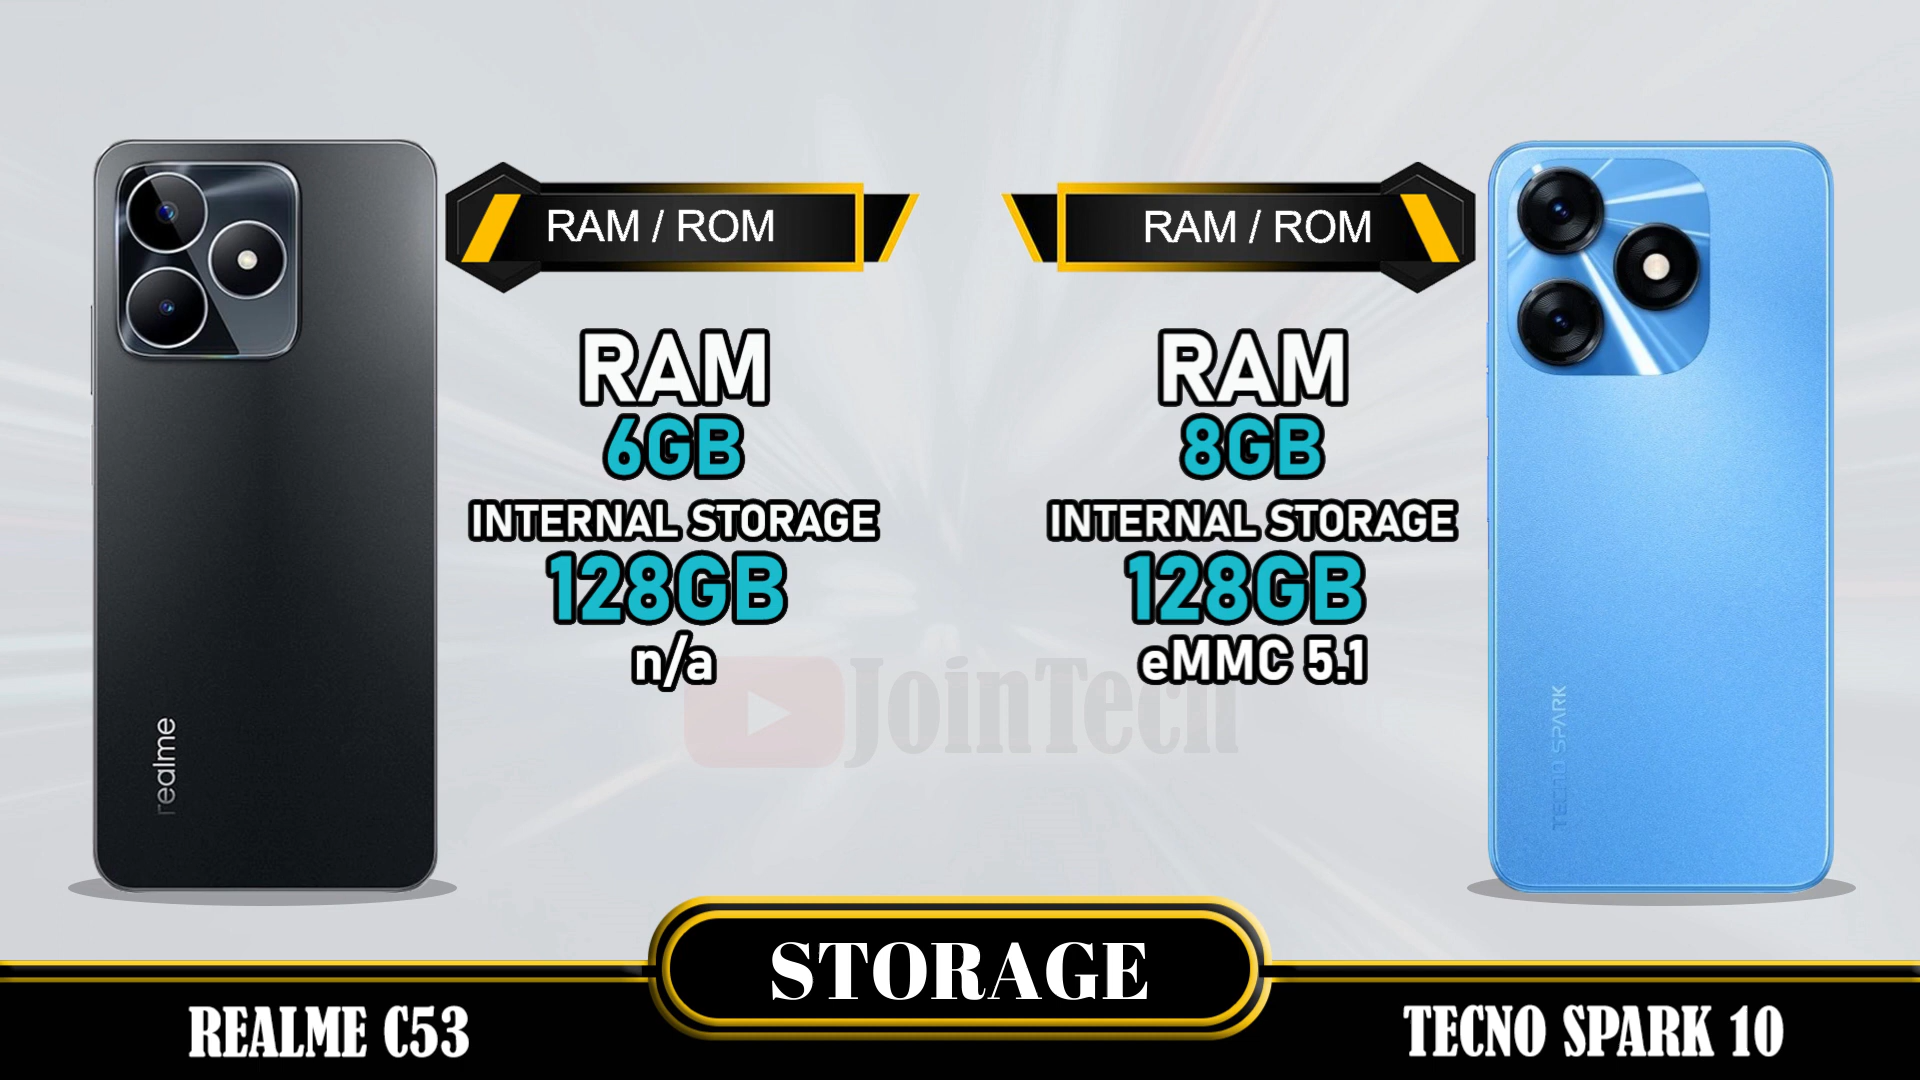 RAM / ROM
RAM
6GB
INTERNAL STORAGE
128GB
n/a
RAM / ROM
RAM
8GB
INTERNAL STORAGE
128GB
eMMC 5.1
JoinTech
realme
TECNO SPARK
STORAGE
REALME C53
TECNO SPARK 10